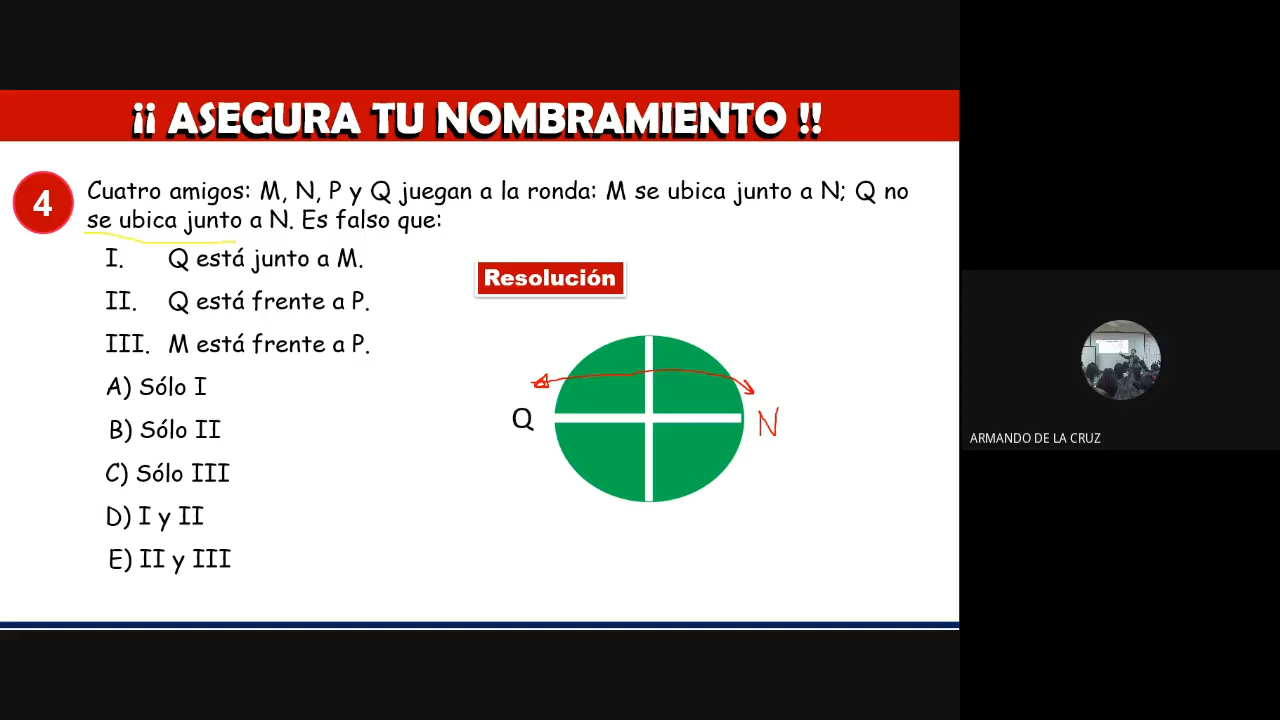 ¡¡ ASEGURA TU NOMBRAMIENTO !!
4
Cuatro amigos: M, N, P y Q juegan a la ronda: M se ubica junto a N; Q no
se ubica junto a N. Es falso que:
I. Q está junto a M.
II. Q está frente a P.
III. M está frente a P.
A) Sólo I
B) Sólo II
C) Sólo III
D) I y II
E) II y III
Resolución
Q
N
ARMANDO DE LA CRUZ